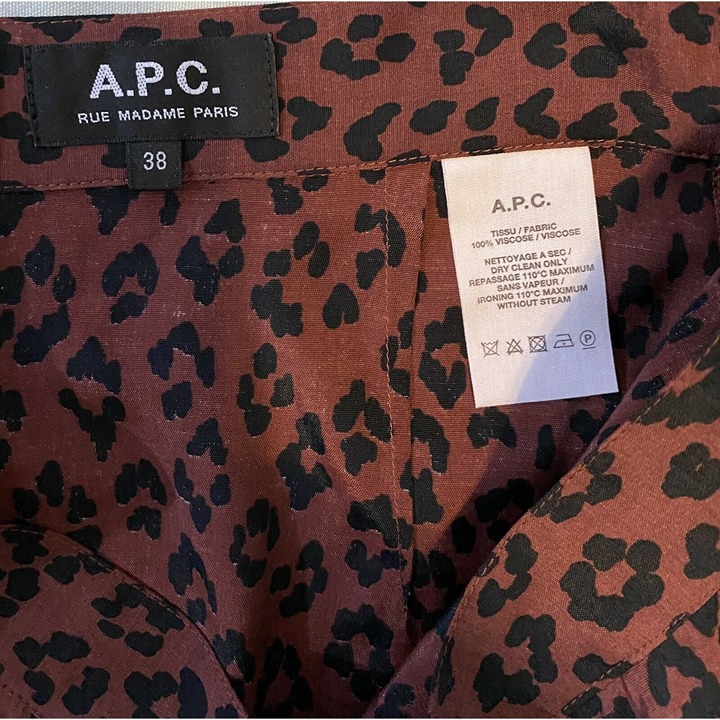 A.P.C.
RUE MADAME PARIS
38
A.P.C.
TISSU / FABRIC
100% VISCOSE / VISCOSE
NETTOYAGE A SEC /
DRY CLEAN ONLY
REPASSAGE 110°C MAXIMUM
SANS VAPEUR /
IRONING 110°C MAXIMUM
WITHOUT STEAM
P